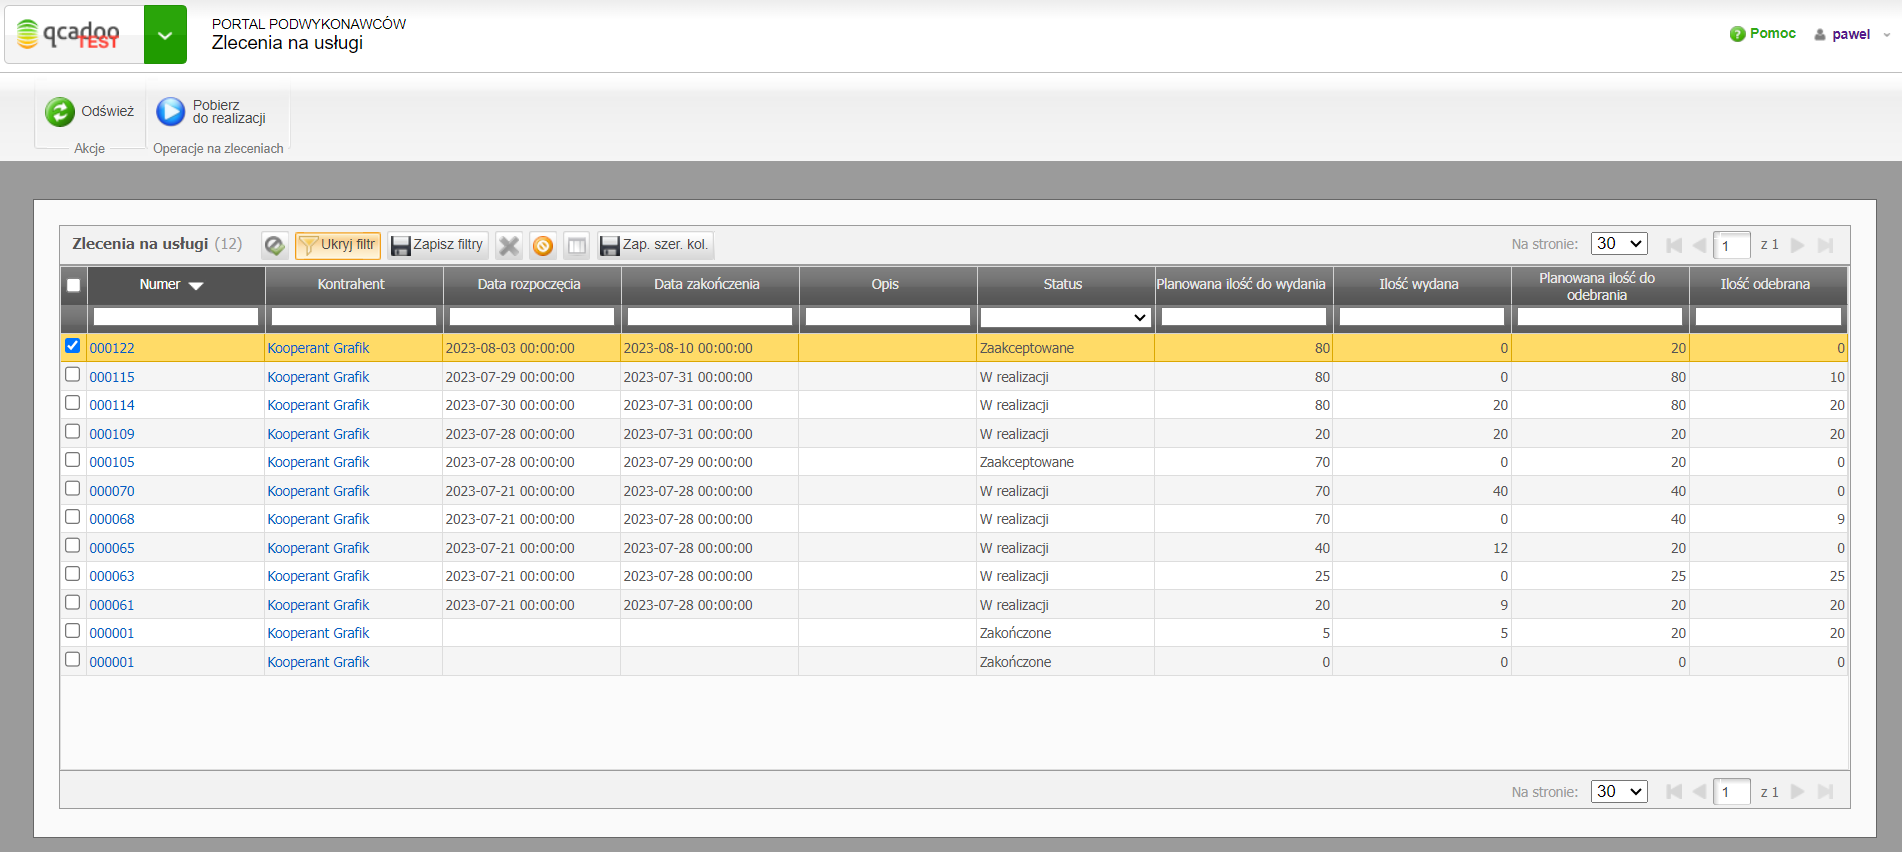 qcadoo
TEST
PORTAL PODWYKONAWCÓW
Zlecenia na usługi
Pomoc
pawel
Odśwież
Pobierz
do realizacji
Akcje
Operacje na zleceniach
Zlecenia na usługi (12) Ukryj filtr Zapisz filtry Zap. szer. kol. Na stronie: 30 1 z 1
Numer Kontrahent Data rozpoczęcia Data zakończenia Opis Status Planowana ilość do wydania Ilość wydana Planowana ilość do odebrania Ilość odebrana
000122 Kooperant Grafik 2023-08-03 00:00:00 2023-08-10 00:00:00 Zaakceptowane 80 0 20 0
000115 Kooperant Grafik 2023-07-29 00:00:00 2023-07-31 00:00:00 W realizacji 80 0 80 10
000114 Kooperant Grafik 2023-07-30 00:00:00 2023-07-31 00:00:00 W realizacji 80 20 80 20
000109 Kooperant Grafik 2023-07-28 00:00:00 2023-07-31 00:00:00 W realizacji 20 20 20 20
000105 Kooperant Grafik 2023-07-28 00:00:00 2023-07-29 00:00:00 Zaakceptowane 70 0 20 0
000070 Kooperant Grafik 2023-07-21 00:00:00 2023-07-28 00:00:00 W realizacji 70 40 40 0
000068 Kooperant Grafik 2023-07-21 00:00:00 2023-07-28 00:00:00 W realizacji 70 0 40 9
000065 Kooperant Grafik 2023-07-21 00:00:00 2023-07-28 00:00:00 W realizacji 40 12 20 0
000063 Kooperant Grafik 2023-07-21 00:00:00 2023-07-28 00:00:00 W realizacji 25 0 25 25
000061 Kooperant Grafik 2023-07-21 00:00:00 2023-07-28 00:00:00 W realizacji 20 9 20 20
000001 Kooperant Grafik Zakończone 5 5 20 20
000001 Kooperant Grafik Zakończone 0 0 0 0
Na stronie: 30 1 z 1